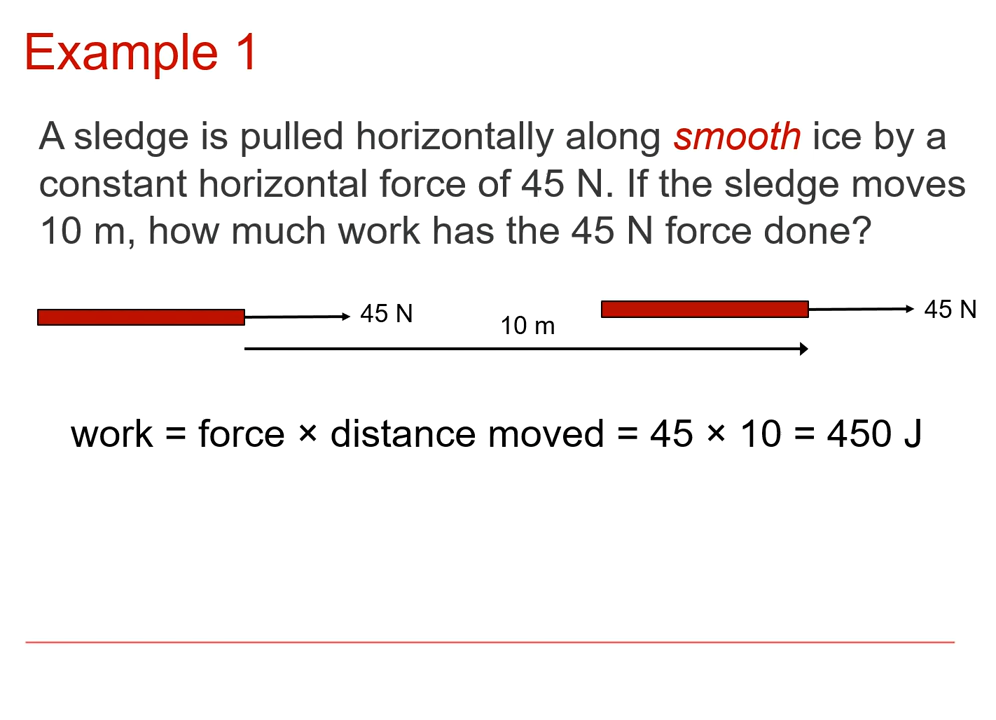 Example 1
A sledge is pulled horizontally along smooth ice by a
constant horizontal force of 45 N. If the sledge moves
10 m, how much work has the 45 N force done?
45 N
10 m
45 N
work = force × distance moved = 45 × 10 = 450 J